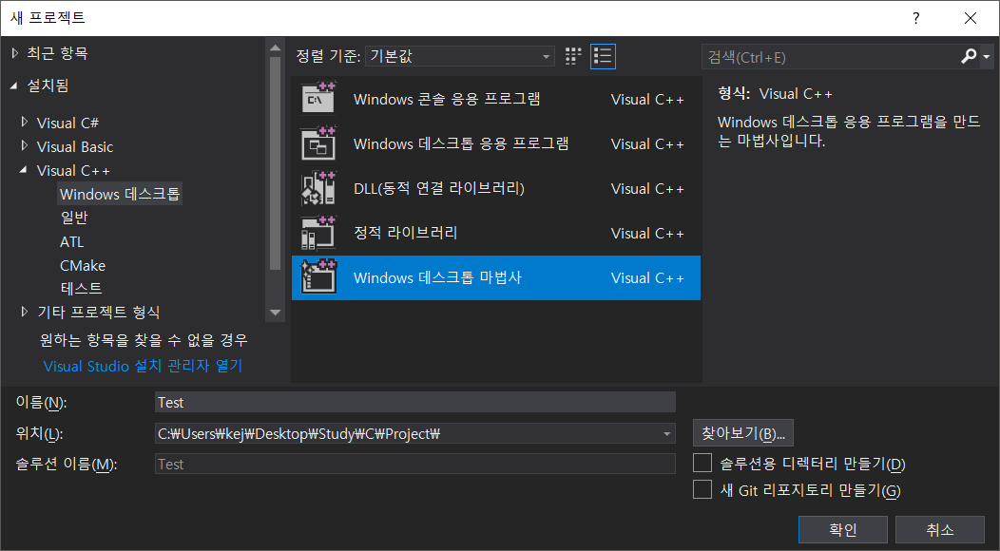 새 프로젝트
?
최근 항목
설치됨
Visual C#
Visual Basic
Visual C++
Windows 데스크톱
일반
ATL
CMake
테스트
기타 프로젝트 형식
원하는 항목을 찾을 수 없을 경우
Visual Studio 설치 관리자 열기
정렬 기준: 기본값
Windows 콘솔 응용 프로그램 Visual C++
Windows 데스크톱 응용 프로그램 Visual C++
DLL(동적 연결 라이브러리) Visual C++
정적 라이브러리 Visual C++
Windows 데스크톱 마법사 Visual C++
검색(Ctrl+E)
형식: Visual C++
Windows 데스크톱 응용 프로그램을 만드
는 마법사입니다.
이름(N): Test
위치(L): C:₩Users₩kej₩Desktop₩Study₩C₩Project₩ 찾아보기(B)...
솔루션 이름(M): Test 솔루션용 디렉터리 만들기(D)
새 Git 리포지토리 만들기(G)
확인 취소